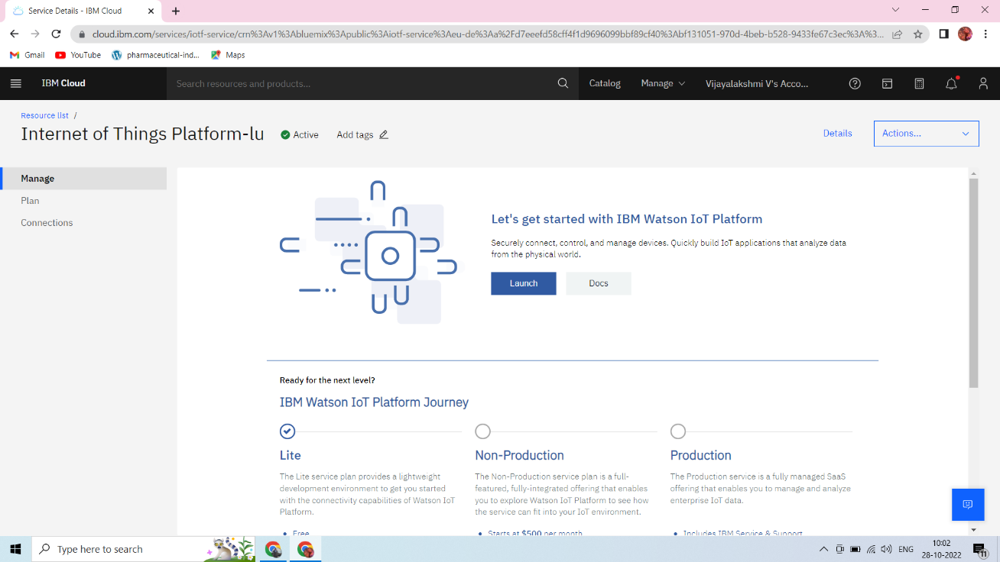 Service Details - IBM Cloud
cloud.ibm.com/services/iotf-service/crn%3Av1%3Abluemix%3Apublic%3Aiotf-service%3Aeu-de%3Aa%2Fd7eeefd58cff4f1d9696099bbf89cf40%3Abf131051-970d-4beb-b528-9433fe67c3ec%3A%3...
Gmail YouTube pharmaceutical-ind... Maps
IBM Cloud Search resources and products... Catalog Manage Vijayalakshmi V's Acco...
Resource list /
Internet of Things Platform-lu Active Add tags Details Actions...
Manage
Plan
Connections
Let's get started with IBM Watson IoT Platform
Securely connect, control, and manage devices. Quickly build IoT applications that analyze data
from the physical world.
Launch Docs
Ready for the next level?
IBM Watson IoT Platform Journey
Lite
The Lite service plan provides a lightweight
development environment to get you started
with the connectivity capabilities of Watson IoT
Platform.
• Free
Non-Production
The Non-Production service plan is a full-
featured, fully-integrated offering that enables
you to explore Watson IoT Platform to see how
the service can fit into your IoT environment.
• Starts at $500 per month
Production
The Production service is a fully managed SaaS
offering that enables you to manage and analyze
enterprise IoT data.
• Includes IBM Service & Support
Type here to search
ENG
10:02
28-10-2022
11